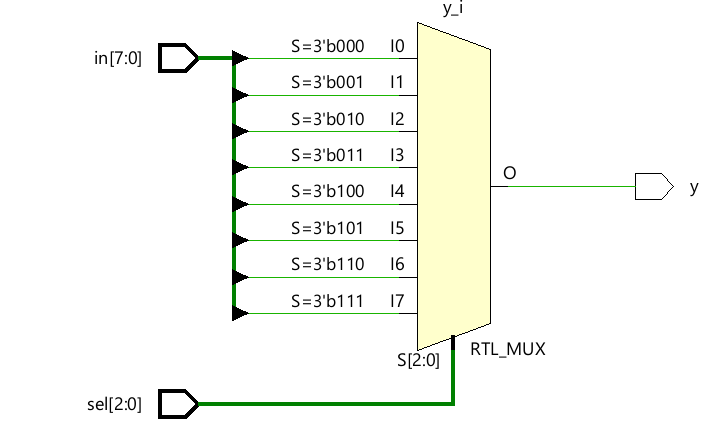 y_i
in[7:0]
S=3'b000 I0
S=3'b001 I1
S=3'b010 I2
S=3'b011 I3
S=3'b100 I4
S=3'b101 I5
S=3'b110 I6
S=3'b111 I7
O
y
S[2:0]
RTL_MUX
sel[2:0]